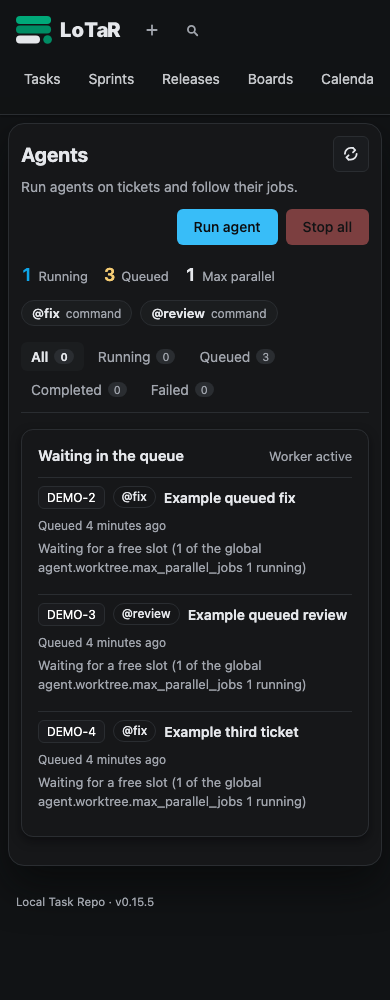 LoTaR
Tasks Sprints Releases Boards Calenda
Agents
Run agents on tickets and follow their jobs.
Run agent Stop all
1 Running 3 Queued 1 Max parallel
@fix command @review command
All 0 Running 0 Queued 3
Completed 0 Failed 0
Waiting in the queue Worker active
DEMO-2 @fix Example queued fix
Queued 4 minutes ago
Waiting for a free slot (1 of the global
agent.worktree.max_parallel_jobs 1 running)
DEMO-3 @review Example queued review
Queued 4 minutes ago
Waiting for a free slot (1 of the global
agent.worktree.max_parallel_jobs 1 running)
DEMO-4 @fix Example third ticket
Queued 4 minutes ago
Waiting for a free slot (1 of the global
agent.worktree.max_parallel_jobs 1 running)
Local Task Repo · v0.15.5